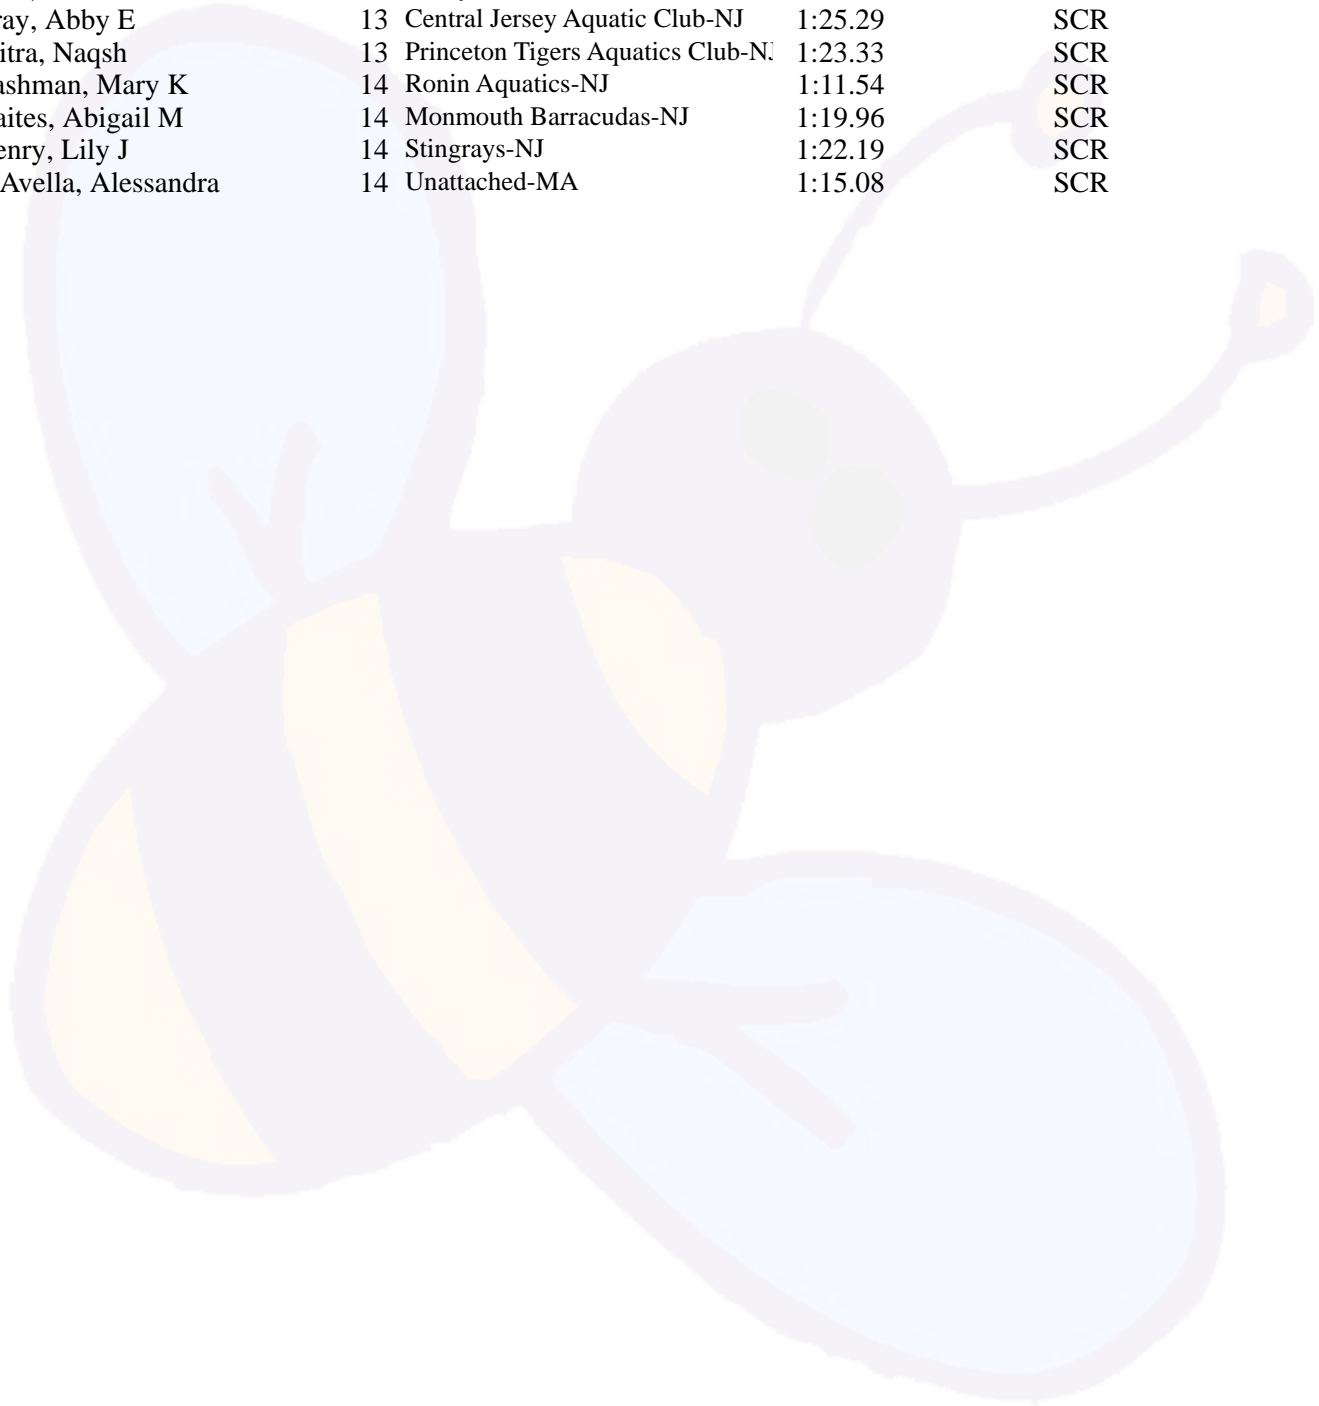 ray, Abby E 13 Central Jersey Aquatic Club-NJ 1:25.29 SCR
itra, Naqsh 13 Princeton Tigers Aquatics Club-NJ 1:23.33 SCR
ashman, Mary K 14 Ronin Aquatics-NJ 1:11.54 SCR
aites, Abigail M 14 Monmouth Barracudas-NJ 1:19.96 SCR
enry, Lily J 14 Stingrays-NJ 1:22.19 SCR
Avella, Alessandra 14 Unattached-MA 1:15.08 SCR